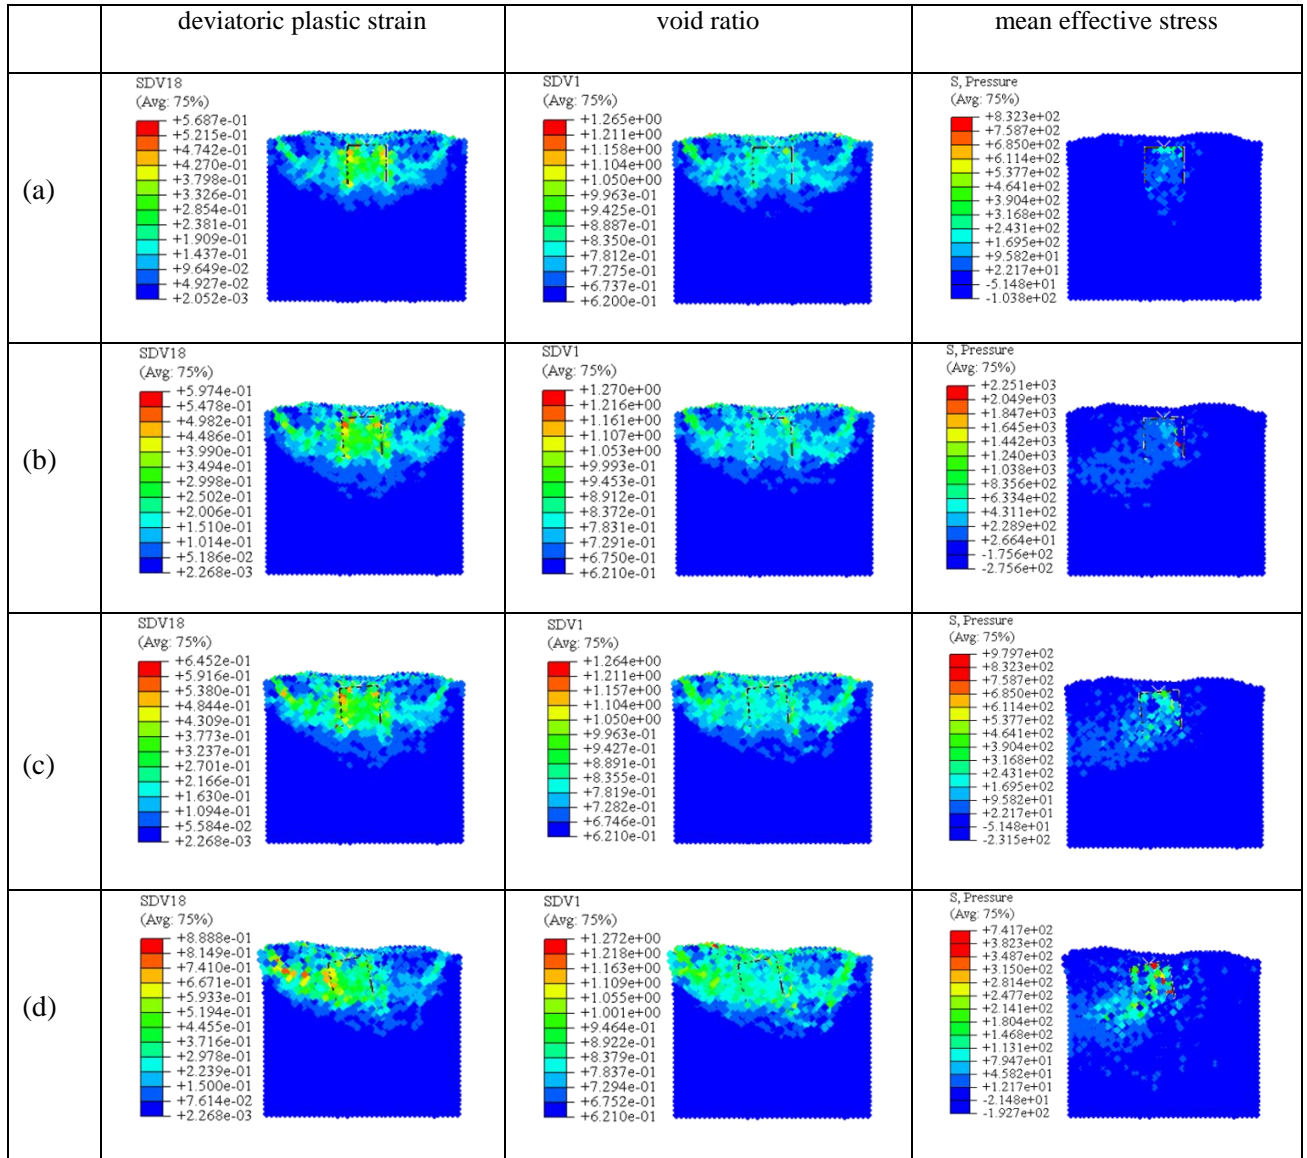 deviatoric plastic strain
void ratio
mean effective stress
(a)
SDV18
(Avg: 75%)
+5.687e-01
+5.215e-01
+4.742e-01
+4.270e-01
+3.798e-01
+3.326e-01
+2.854e-01
+2.381e-01
+1.909e-01
+1.437e-01
+9.649e-02
+4.927e-02
+2.052e-03
SDV1
(Avg: 75%)
+1.265e+00
+1.211e+00
+1.158e+00
+1.104e+00
+1.050e+00
+9.963e-01
+9.425e-01
+8.887e-01
+8.350e-01
+7.812e-01
+7.275e-01
+6.737e-01
+6.200e-01
S, Pressure
(Avg: 75%)
+8.323e+02
+7.587e+02
+6.850e+02
+6.114e+02
+5.377e+02
+4.641e+02
+3.904e+02
+3.168e+02
+2.431e+02
+1.695e+02
+9.582e+01
+2.217e+01
-5.148e+01
-1.038e+02
(b)
SDV18
(Avg: 75%)
+5.974e-01
+5.478e-01
+4.982e-01
+4.486e-01
+3.990e-01
+3.494e-01
+2.998e-01
+2.502e-01
+2.006e-01
+1.510e-01
+1.014e-01
+5.186e-02
+2.268e-03
SDV1
(Avg: 75%)
+1.270e+00
+1.216e+00
+1.161e+00
+1.107e+00
+1.053e+00
+9.993e-01
+9.453e-01
+8.912e-01
+8.372e-01
+7.831e-01
+7.291e-01
+6.750e-01
+6.210e-01
S, Pressure
(Avg: 75%)
+2.251e+03
+2.049e+03
+1.847e+03
+1.645e+03
+1.442e+03
+1.240e+03
+1.038e+03
+8.356e+02
+6.334e+02
+4.311e+02
+2.289e+02
+2.664e+01
-1.756e+02
-2.756e+02
(c)
SDV18
(Avg: 75%)
+6.452e-01
+5.916e-01
+5.380e-01
+4.844e-01
+4.309e-01
+3.773e-01
+3.237e-01
+2.701e-01
+2.166e-01
+1.630e-01
+1.094e-01
+5.584e-02
+2.268e-03
SDV1
(Avg: 75%)
+1.264e+00
+1.211e+00
+1.157e+00
+1.104e+00
+1.050e+00
+9.963e-01
+9.427e-01
+8.891e-01
+8.355e-01
+7.819e-01
+7.282e-01
+6.746e-01
+6.210e-01
S, Pressure
(Avg: 75%)
+9.797e+02
+8.323e+02
+7.587e+02
+6.850e+02
+6.114e+02
+5.377e+02
+4.641e+02
+3.904e+02
+3.168e+02
+2.431e+02
+1.695e+02
+9.582e+01
+2.217e+01
-5.148e+01
-2.315e+02
(d)
SDV18
(Avg: 75%)
+8.888e-01
+8.149e-01
+7.410e-01
+6.671e-01
+5.933e-01
+5.194e-01
+4.455e-01
+3.716e-01
+2.978e-01
+2.239e-01
+1.500e-01
+7.614e-02
+2.268e-03
SDV1
(Avg: 75%)
+1.272e+00
+1.218e+00
+1.163e+00
+1.109e+00
+1.055e+00
+1.001e+00
+9.464e-01
+8.922e-01
+8.379e-01
+7.837e-01
+7.294e-01
+6.752e-01
+6.210e-01
S, Pressure
(Avg: 75%)
+7.417e+02
+3.823e+02
+3.487e+02
+3.150e+02
+2.814e+02
+2.477e+02
+2.141e+02
+1.804e+02
+1.468e+02
+1.131e+02
+7.947e+01
+4.582e+01
+1.217e+01
-2.148e+01
-1.927e+02